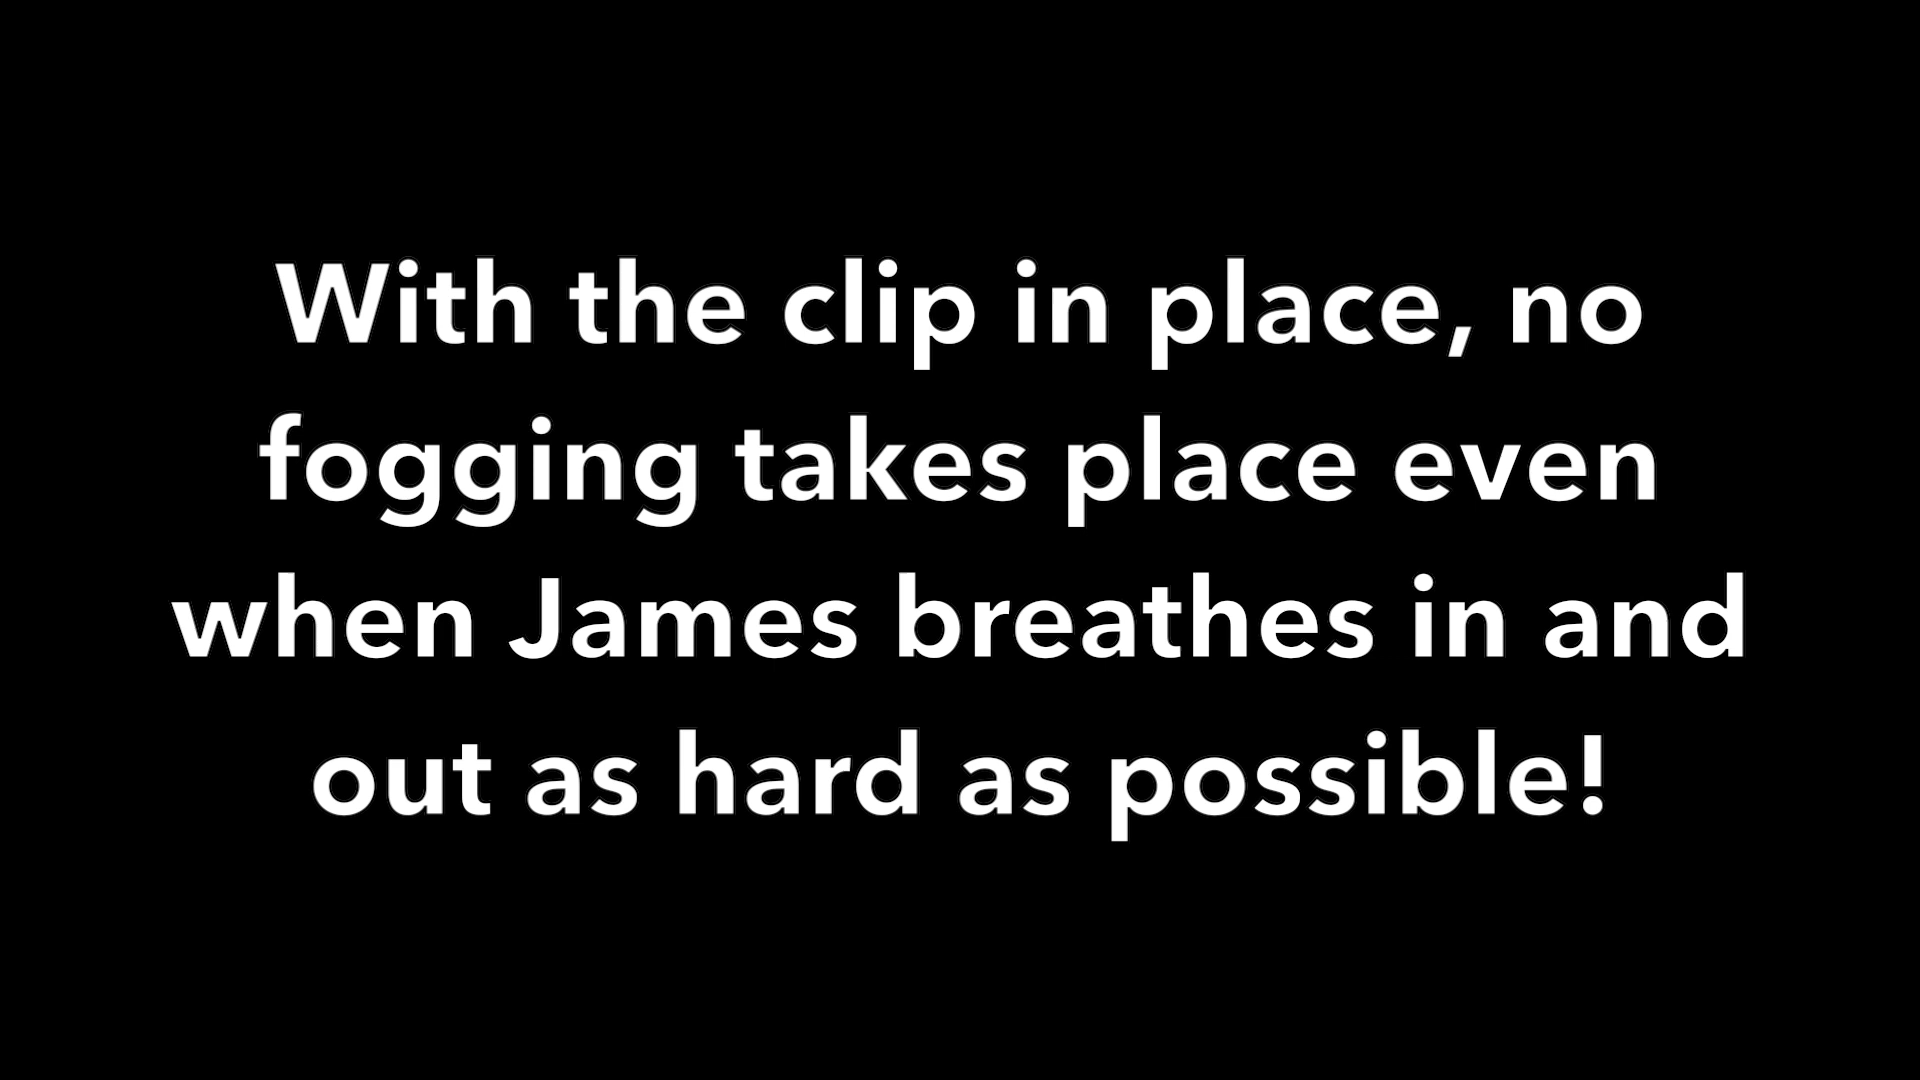 With the clip in place, no
fogging takes place even
when James breathes in and
out as hard as possible!